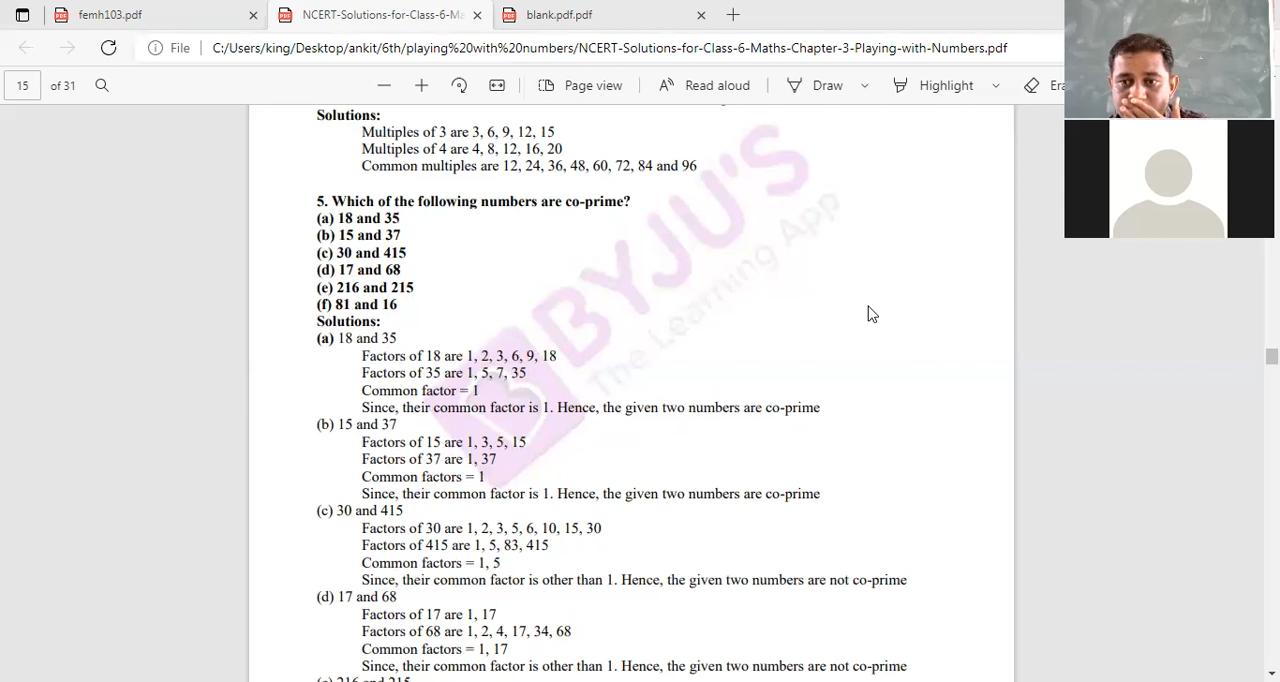 femh103.pdf
NCERT-Solutions-for-Class-6-Ma
blank.pdf.pdf
File
C:/Users/king/Desktop/ankit/6th/playing%20with%20numbers/NCERT-Solutions-for-Class-6-Maths-Chapter-3-Playing-with-Numbers.pdf
15 of 31
Page view
Read aloud
Draw
Highlight
Era
Solutions:
Multiples of 3 are 3, 6, 9, 12, 15
Multiples of 4 are 4, 8, 12, 16, 20
Common multiples are 12, 24, 36, 48, 60, 72, 84 and 96
5. Which of the following numbers are co-prime?
(a) 18 and 35
(b) 15 and 37
(c) 30 and 415
(d) 17 and 68
(e) 216 and 215
(f) 81 and 16
Solutions:
(a) 18 and 35
Factors of 18 are 1, 2, 3, 6, 9, 18
Factors of 35 are 1, 5, 7, 35
Common factor = 1
Since, their common factor is 1. Hence, the given two numbers are co-prime
(b) 15 and 37
Factors of 15 are 1, 3, 5, 15
Factors of 37 are 1, 37
Common factors = 1
Since, their common factor is 1. Hence, the given two numbers are co-prime
(c) 30 and 415
Factors of 30 are 1, 2, 3, 5, 6, 10, 15, 30
Factors of 415 are 1, 5, 83, 415
Common factors = 1, 5
Since, their common factor is other than 1. Hence, the given two numbers are not co-prime
(d) 17 and 68
Factors of 17 are 1, 17
Factors of 68 are 1, 2, 4, 17, 34, 68
Common factors = 1, 17
Since, their common factor is other than 1. Hence, the given two numbers are not co-prime
(e) 216 and 215
BYJU'S
The Learning App